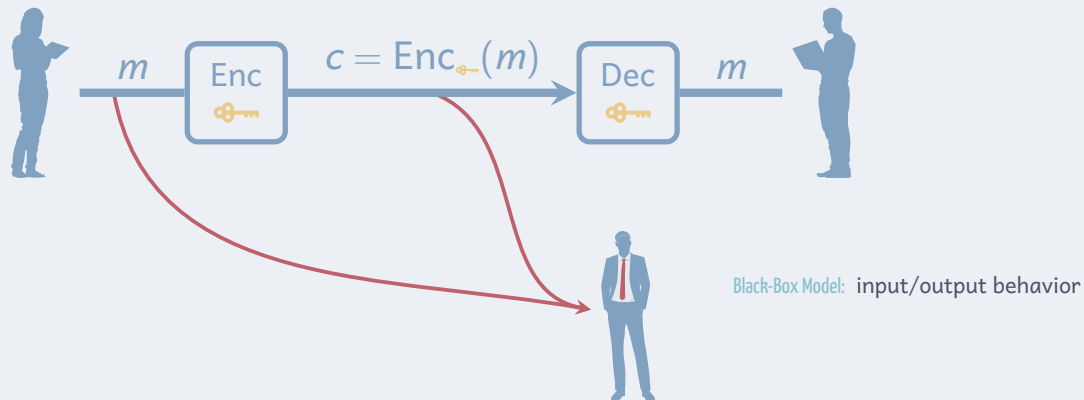 m
Enc
c = Enc(m)
Dec
m
Black-Box Model: input/output behavior